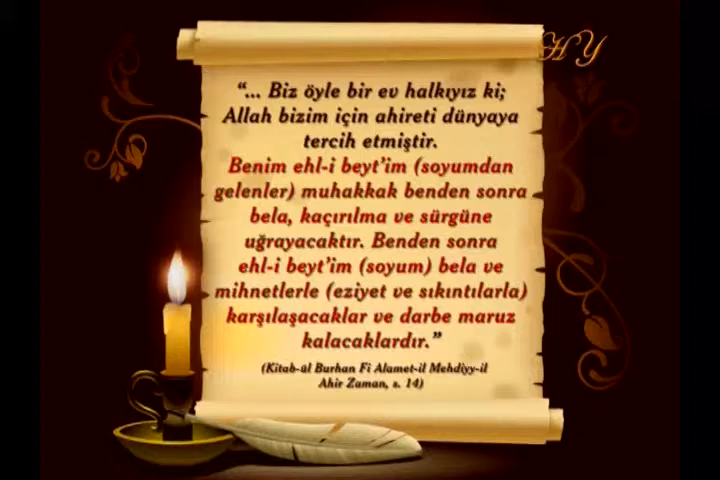 HY
“... Biz öyle bir ev halkıyız ki;
Allah bizim için ahireti dünyaya
tercih etmiştir.
Benim ehl-i beyt’im (soyumdan
gelenler) muhakkak benden sonra
bela, kaçırılma ve sürgüne
uğrayacaktır. Benden sonra
ehl-i beyt’im (soyum) bela ve
mihnetlerle (eziyet ve sıkıntılarla)
karşılaşacaklar ve darbe maruz
kalacaklardır.”
(Kitab-ül Burhan Fi Alamet-il Mehdiyy-il
Ahir Zaman, s. 14)